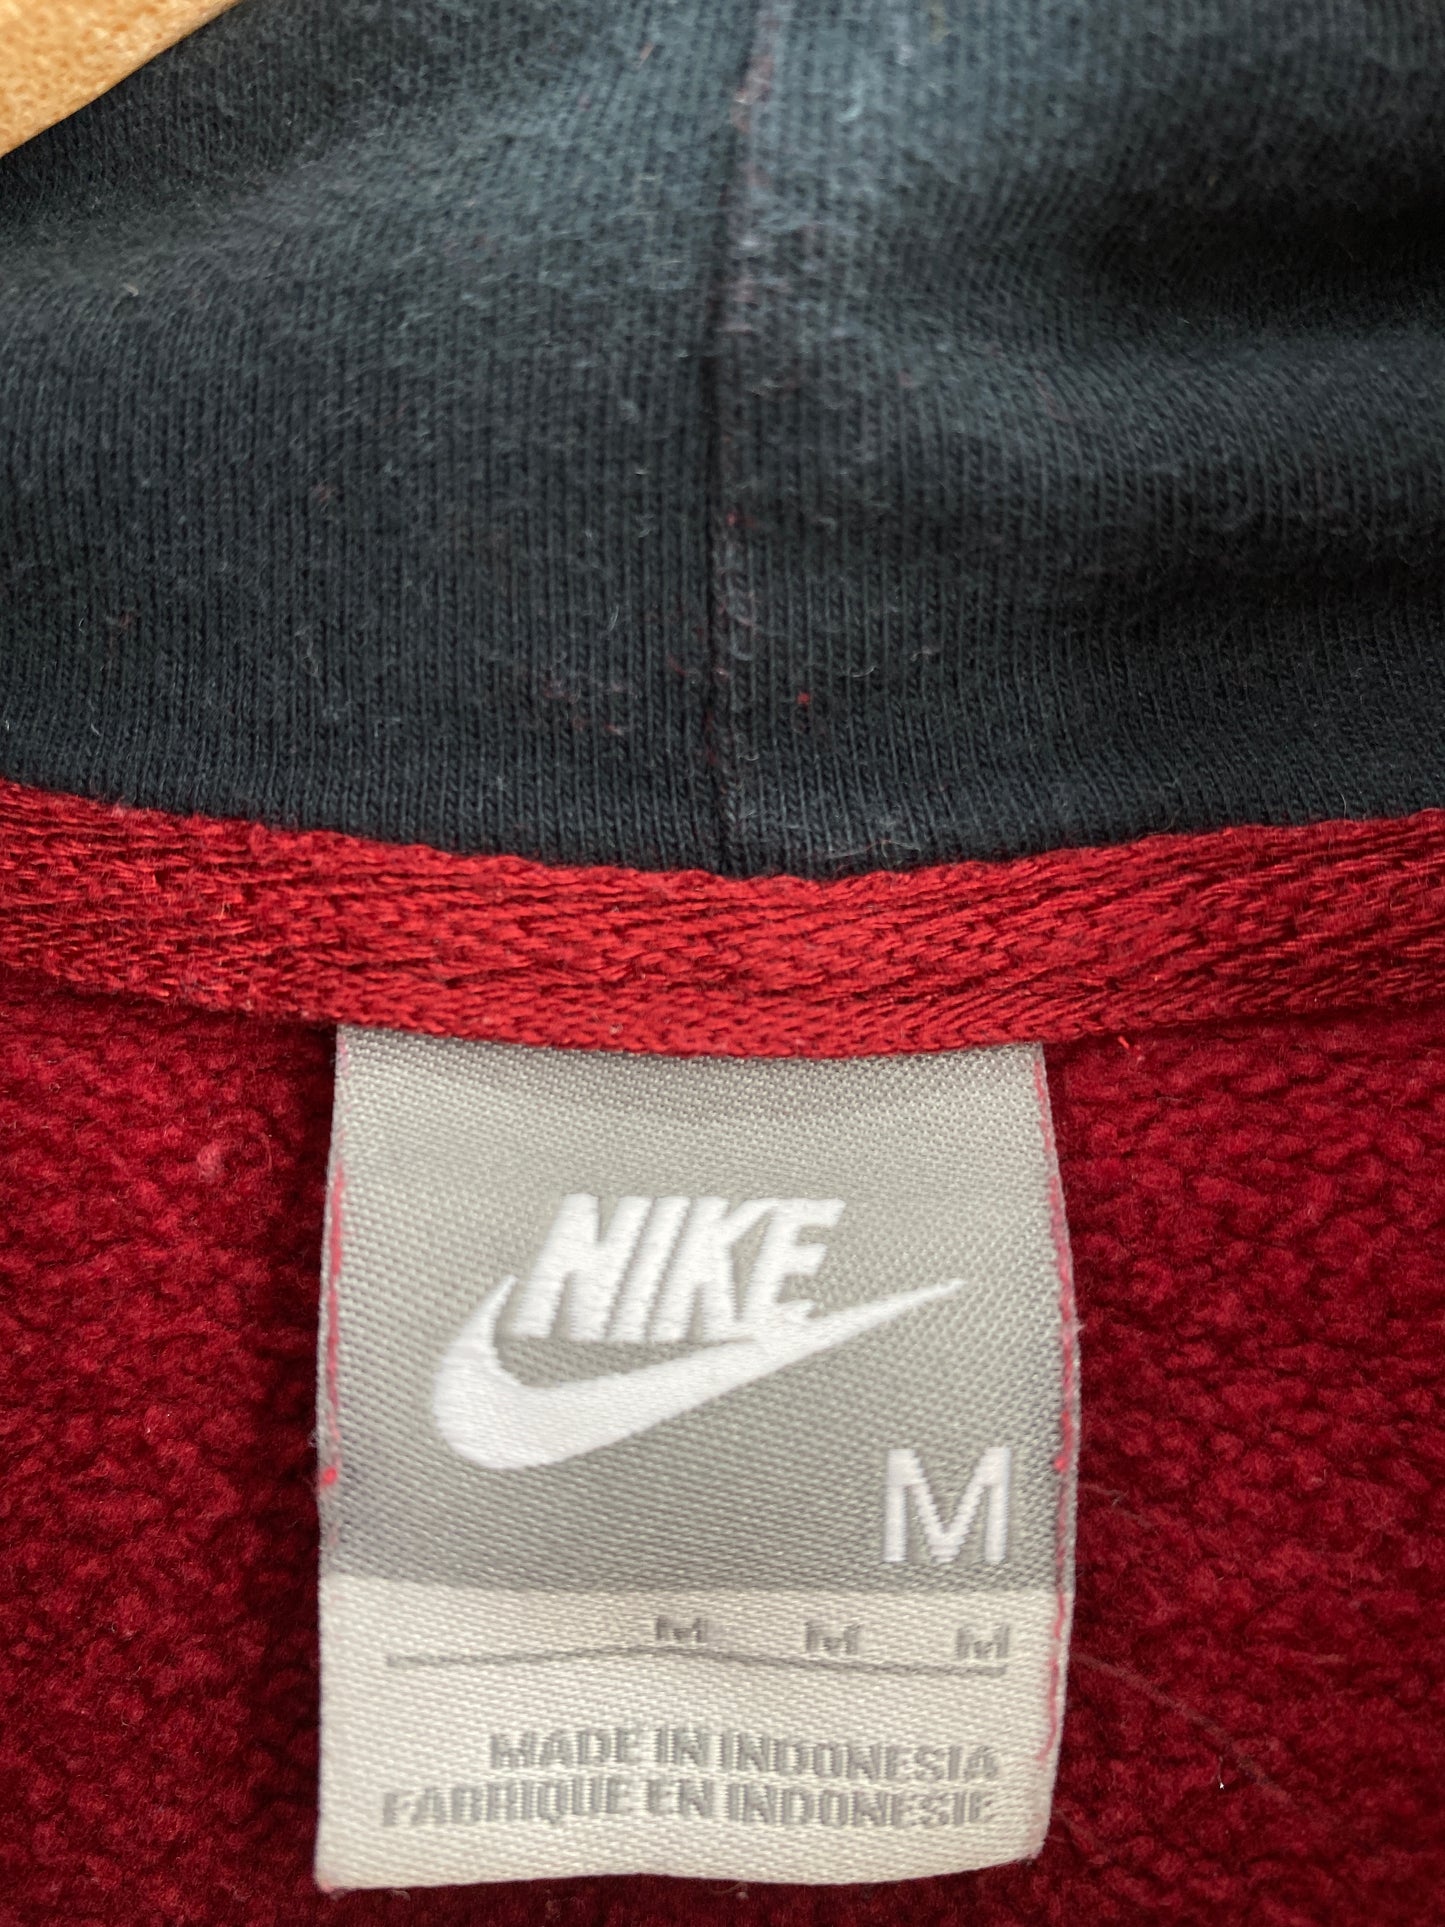 NIKE
M
M M M
MADE IN INDONESIA
FABRIQUE EN INDONESIE